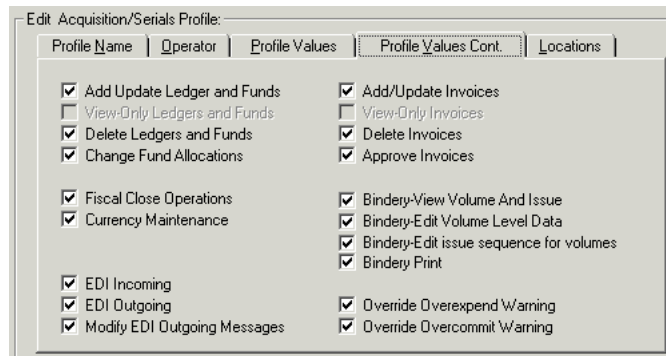 Edit Acquisition/Serials Profile:
Profile Name Operator Profile Values Profile Values Cont. Locations
Add Update Ledger and Funds
View-Only Ledgers and Funds
Delete Ledgers and Funds
Change Fund Allocations
Fiscal Close Operations
Currency Maintenance
EDI Incoming
EDI Outgoing
Modify EDI Outgoing Messages
Add/Update Invoices
View-Only Invoices
Delete Invoices
Approve Invoices
Bindery-View Volume And Issue
Bindery-Edit Volume Level Data
Bindery-Edit issue sequence for volumes
Bindery Print
Override Overexpend Warning
Override Overcommit Warning